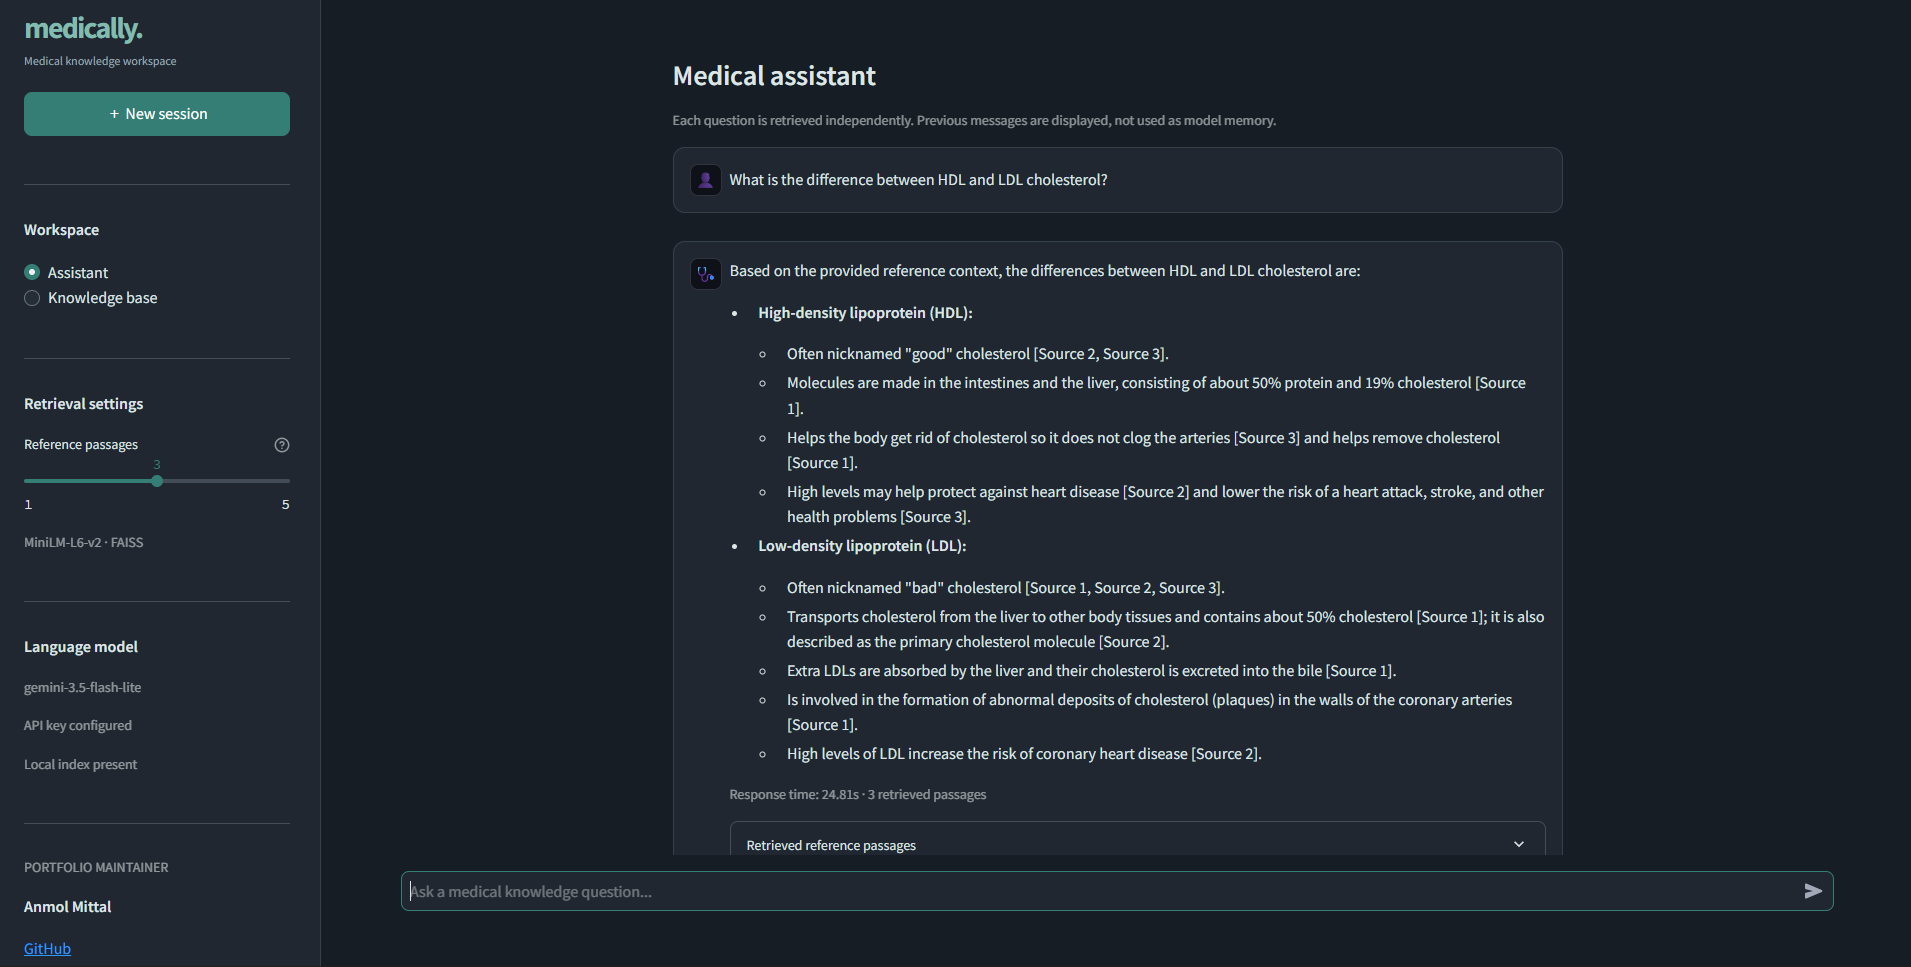 medically.
Medical knowledge workspace
+ New session
Workspace
Assistant
Knowledge base
Retrieval settings
Reference passages
3
1
5
MiniLM-L6-v2 · FAISS
Language model
gemini-3.5-flash-lite
API key configured
Local index present
PORTFOLIO MAINTAINER
Anmol Mittal
GitHub
Medical assistant
Each question is retrieved independently. Previous messages are displayed, not used as model memory.
What is the difference between HDL and LDL cholesterol?
Based on the provided reference context, the differences between HDL and LDL cholesterol are:
• High-density lipoprotein (HDL):
◦ Often nicknamed "good" cholesterol [Source 2, Source 3].
◦ Molecules are made in the intestines and the liver, consisting of about 50% protein and 19% cholesterol [Source
1].
◦ Helps the body get rid of cholesterol so it does not clog the arteries [Source 3] and helps remove cholesterol
[Source 1].
◦ High levels may help protect against heart disease [Source 2] and lower the risk of a heart attack, stroke, and other
health problems [Source 3].
• Low-density lipoprotein (LDL):
◦ Often nicknamed "bad" cholesterol [Source 1, Source 2, Source 3].
◦ Transports cholesterol from the liver to other body tissues and contains about 50% cholesterol [Source 1]; it is also
described as the primary cholesterol molecule [Source 2].
◦ Extra LDLs are absorbed by the liver and their cholesterol is excreted into the bile [Source 1].
◦ Is involved in the formation of abnormal deposits of cholesterol (plaques) in the walls of the coronary arteries
[Source 1].
◦ High levels of LDL increase the risk of coronary heart disease [Source 2].
Response time: 24.81s · 3 retrieved passages
Retrieved reference passages
Ask a medical knowledge question...